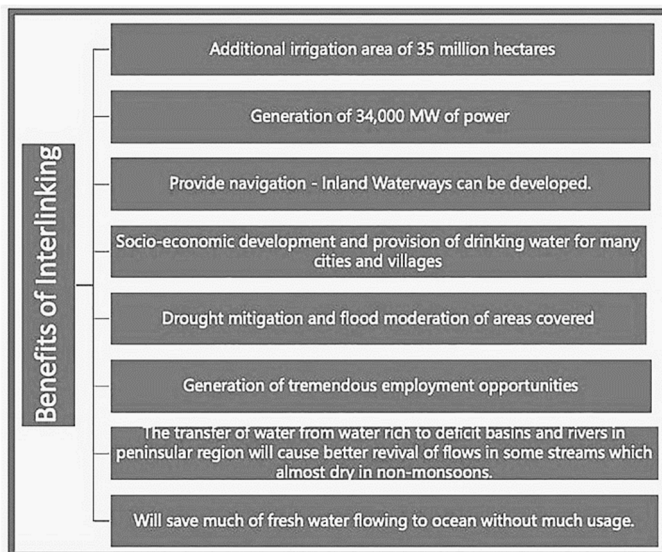 Benefits of Interlinking
Additional irrigation area of 35 million hectares
Generation of 34,000 MW of power
Provide navigation - Inland Waterways can be developed.
Socio-economic development and provision of drinking water for many
cities and villages
Drought mitigation and flood moderation of areas covered
Generation of tremendous employment opportunities
The transfer of water from water rich to deficit basins and rivers in
peninsular region will cause better revival of flows in some streams which
almost dry in non-monsoons.
Will save much of fresh water flowing to ocean without much usage.